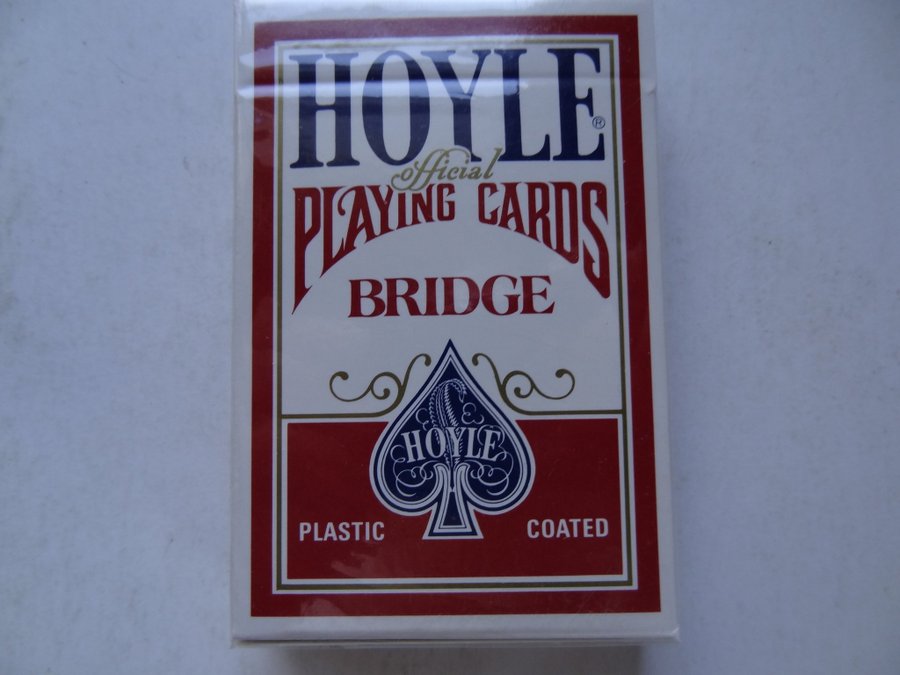 HOYLE®
official
PLAYING CARDS
BRIDGE
HOYLE
PLASTIC COATED